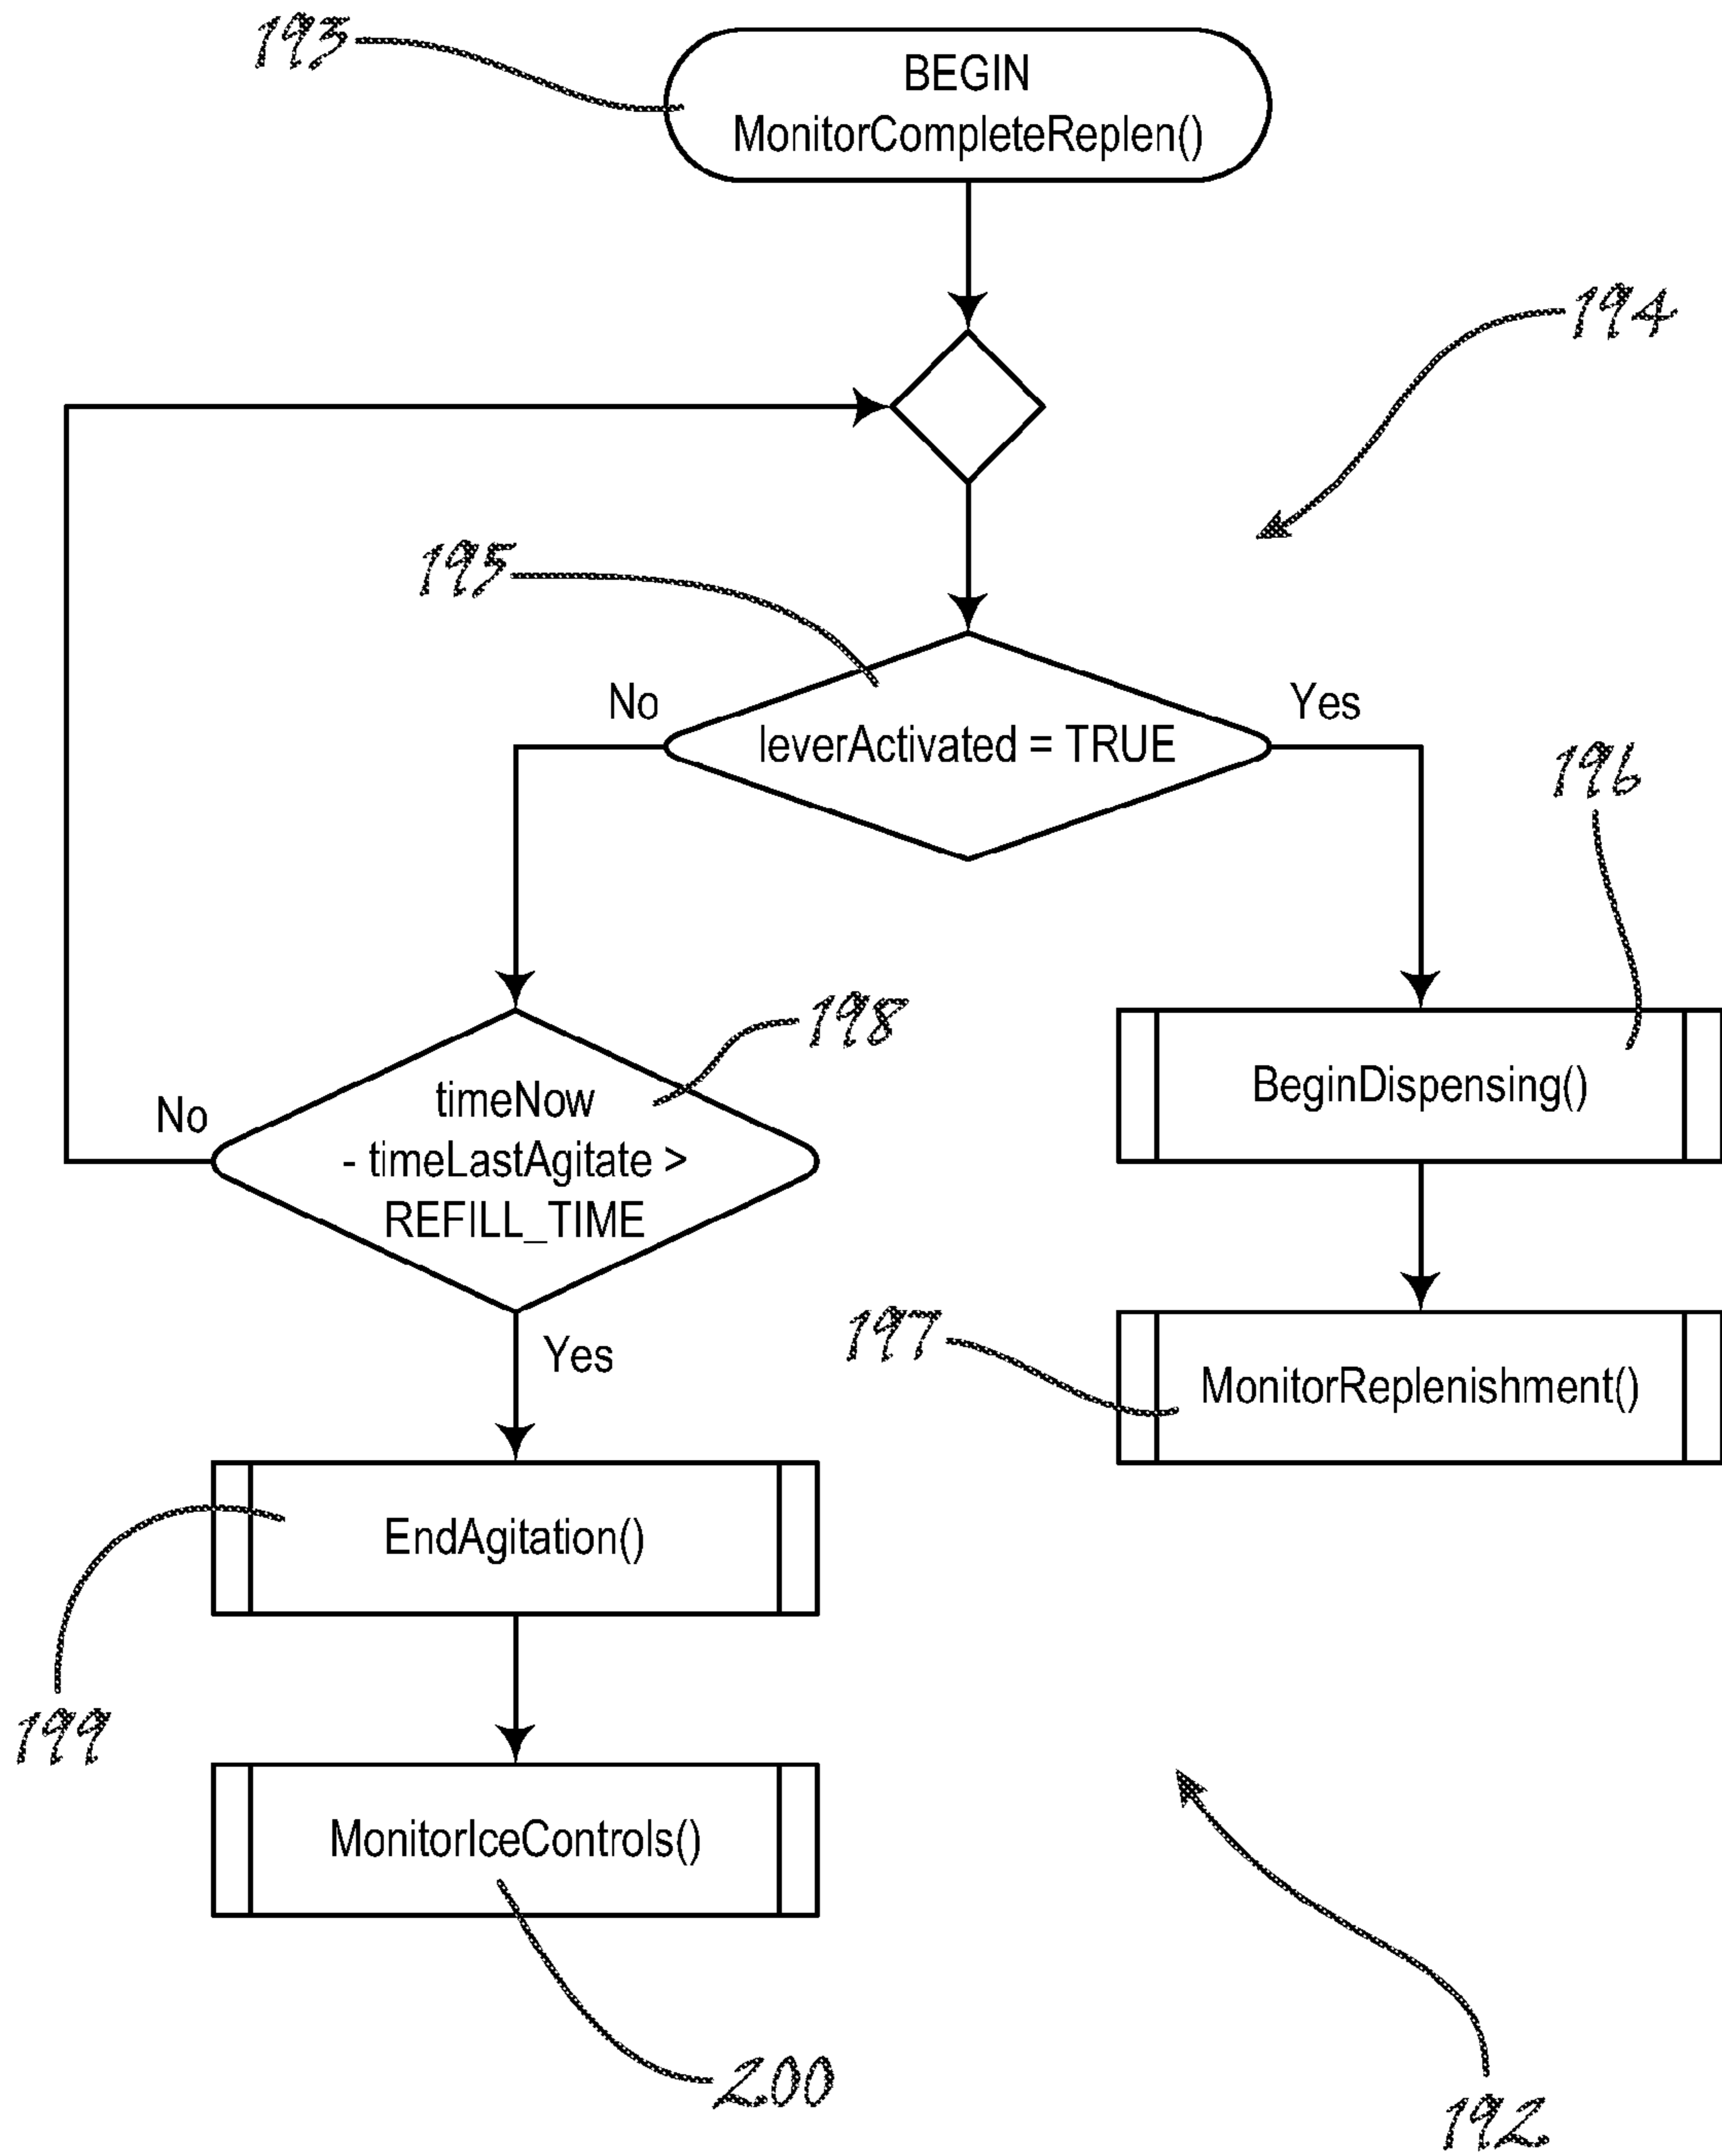 193
BEGIN
MonitorCompleteReplen()
194
195
No
leverActivated = TRUE
Yes
196
198
No
timeNow
- timeLastAgitate >
REFILL_TIME
BeginDispensing()
Yes
197
MonitorReplenishment()
EndAgitation()
199
MonitorIceControls()
200
192